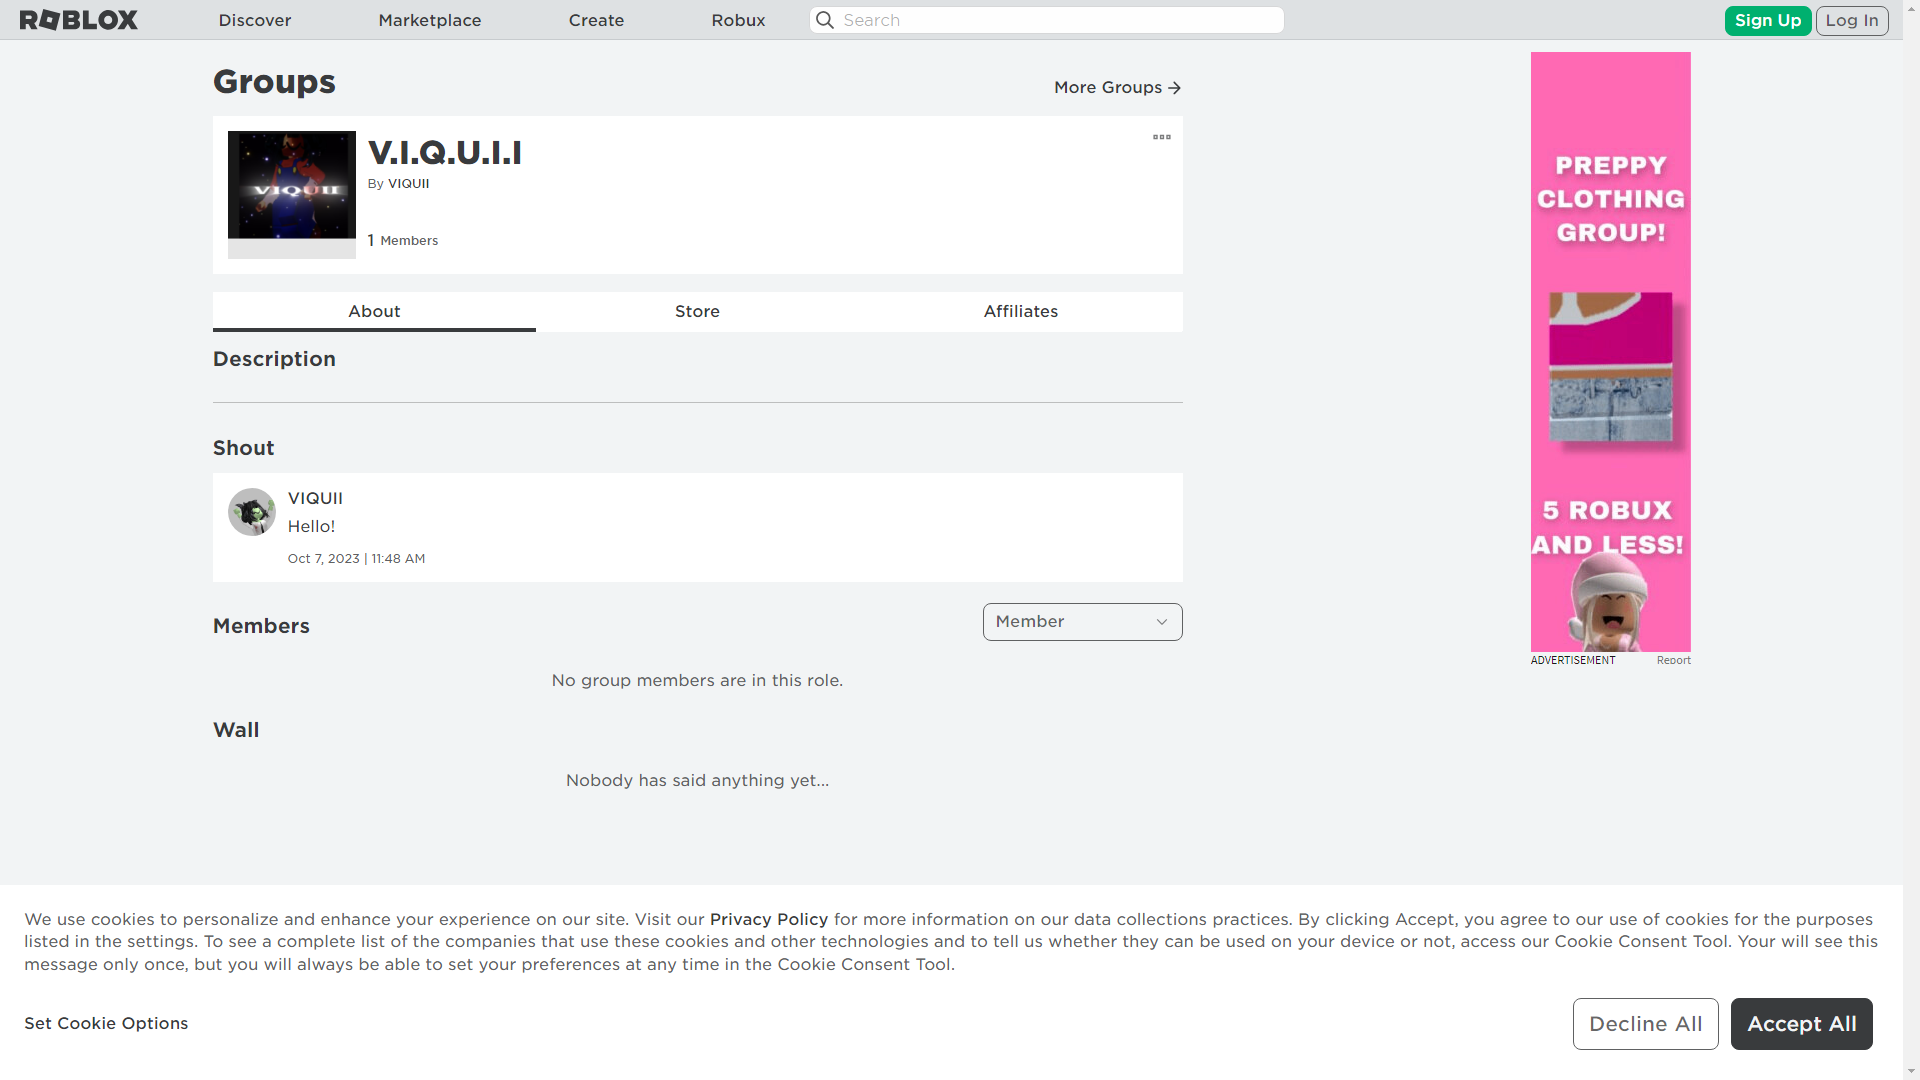 ROBLOX
Discover
Marketplace
Create
Robux
Search
Sign Up
Log In
Groups
More Groups
VIQUII
V.I.Q.U.I.I
By VIQUII
1 Members
About
Store
Affiliates
Description
Shout
VIQUII
Hello!
Oct 7, 2023 | 11:48 AM
Members
Member
No group members are in this role.
Wall
Nobody has said anything yet...
PREPPY
CLOTHING
GROUP!
5 ROBUX
AND LESS!
ADVERTISEMENT
Report
We use cookies to personalize and enhance your experience on our site. Visit our Privacy Policy for more information on our data collections practices. By clicking Accept, you agree to our use of cookies for the purposes
listed in the settings. To see a complete list of the companies that use these cookies and other technologies and to tell us whether they can be used on your device or not, access our Cookie Consent Tool. Your will see this
message only once, but you will always be able to set your preferences at any time in the Cookie Consent Tool.
Set Cookie Options
Decline All
Accept All